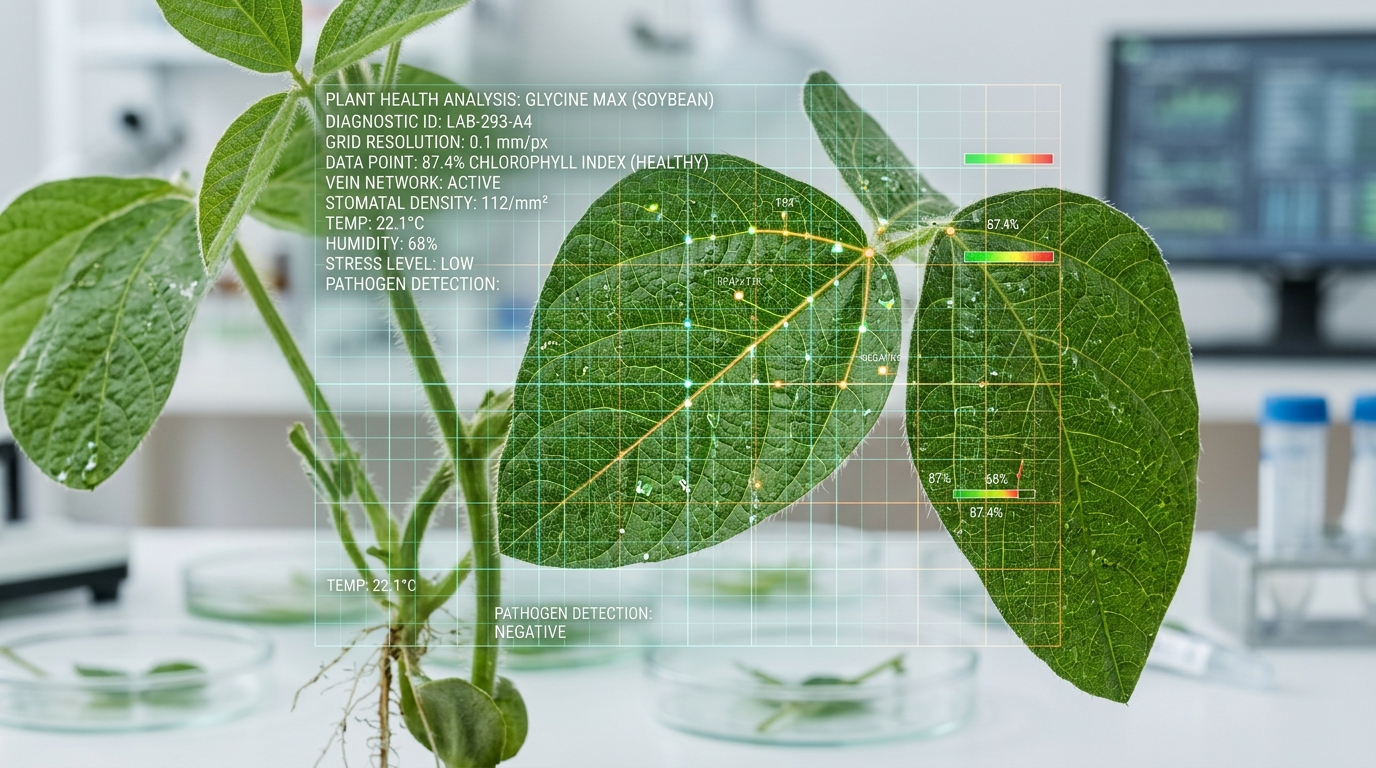 PLANT HEALTH ANALYSIS: GLYCINE MAX (SOYBEAN)
DIAGNOSTIC ID: LAB-293-A4
GRID RESOLUTION: 0.1 mm/px
DATA POINT: 87.4% CHLOROPHYLL INDEX (HEALTHY)
VEIN NETWORK: ACTIVE
STOMATAL DENSITY: 112/mm²
TEMP: 22.1°C
HUMIDITY: 68%
STRESS LEVEL: LOW
PATHOGEN DETECTION:
87.4%
87%
68%
87.4%
TEMP: 22.1°C
PATHOGEN DETECTION:
NEGATIVE